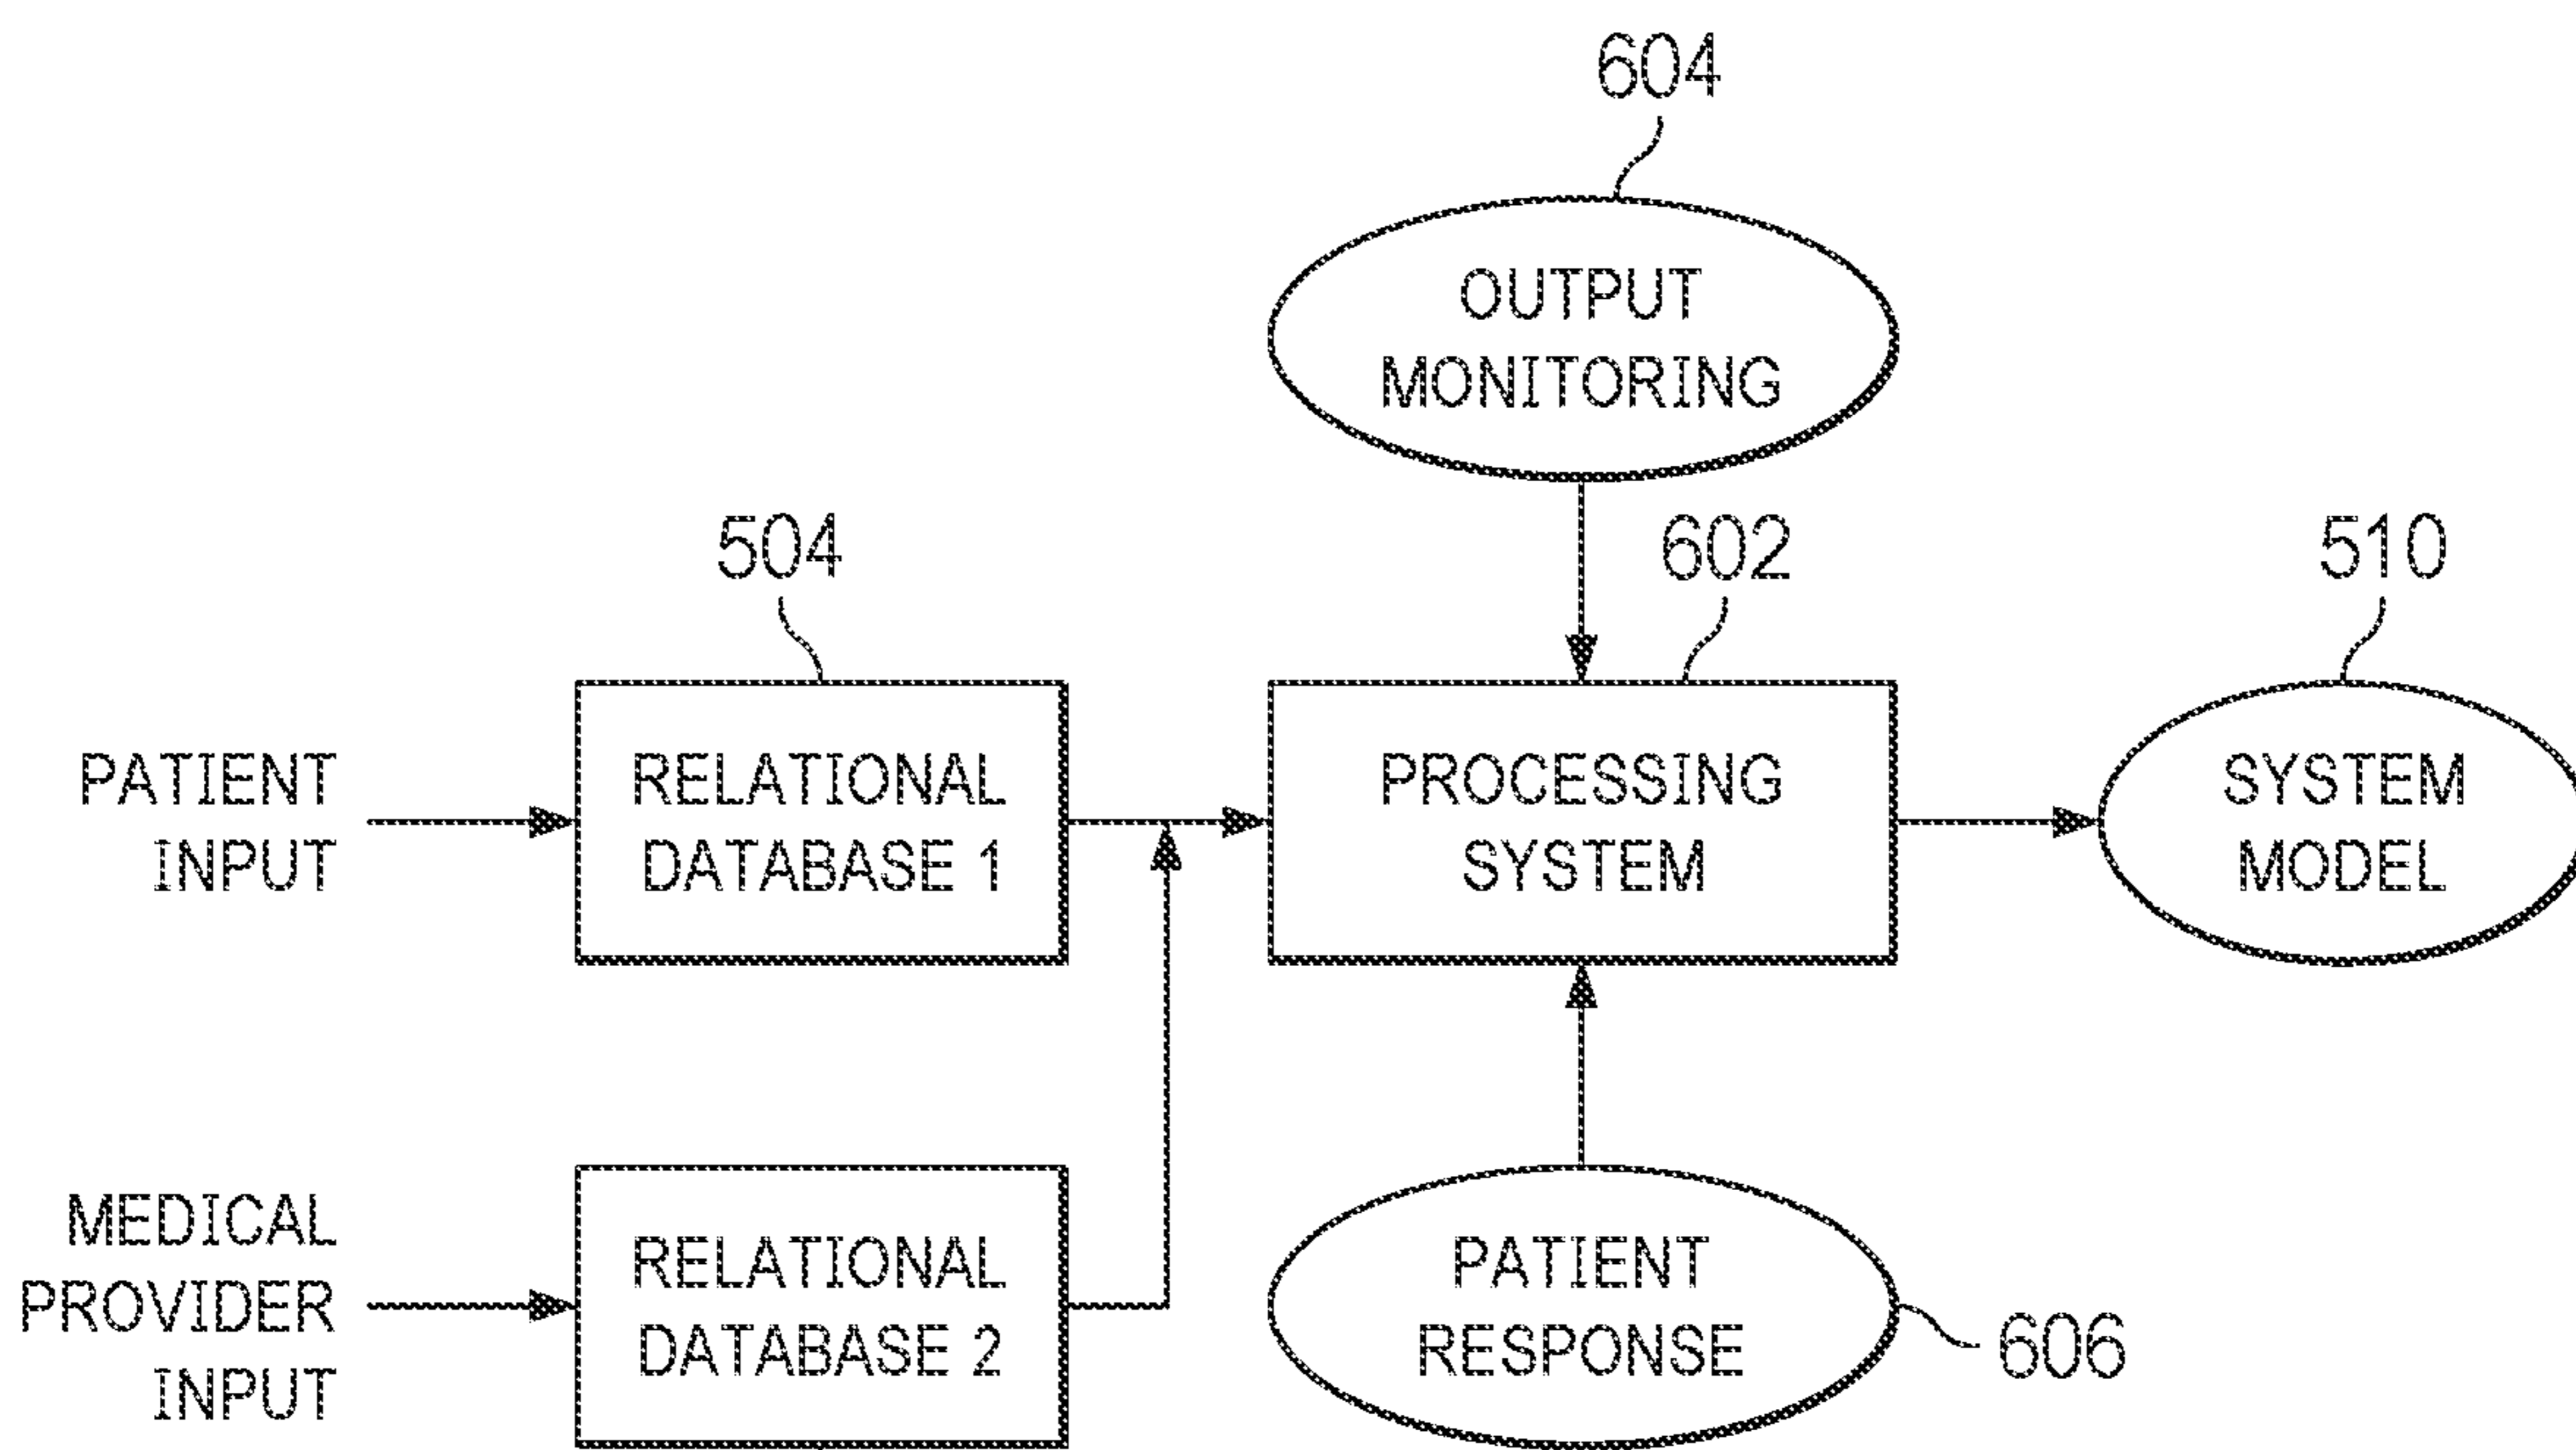 604
OUTPUT
MONITORING
504
602
510
PATIENT
INPUT
RELATIONAL
DATABASE 1
PROCESSING
SYSTEM
SYSTEM
MODEL
MEDICAL
PROVIDER
INPUT
RELATIONAL
DATABASE 2
PATIENT
RESPONSE
606